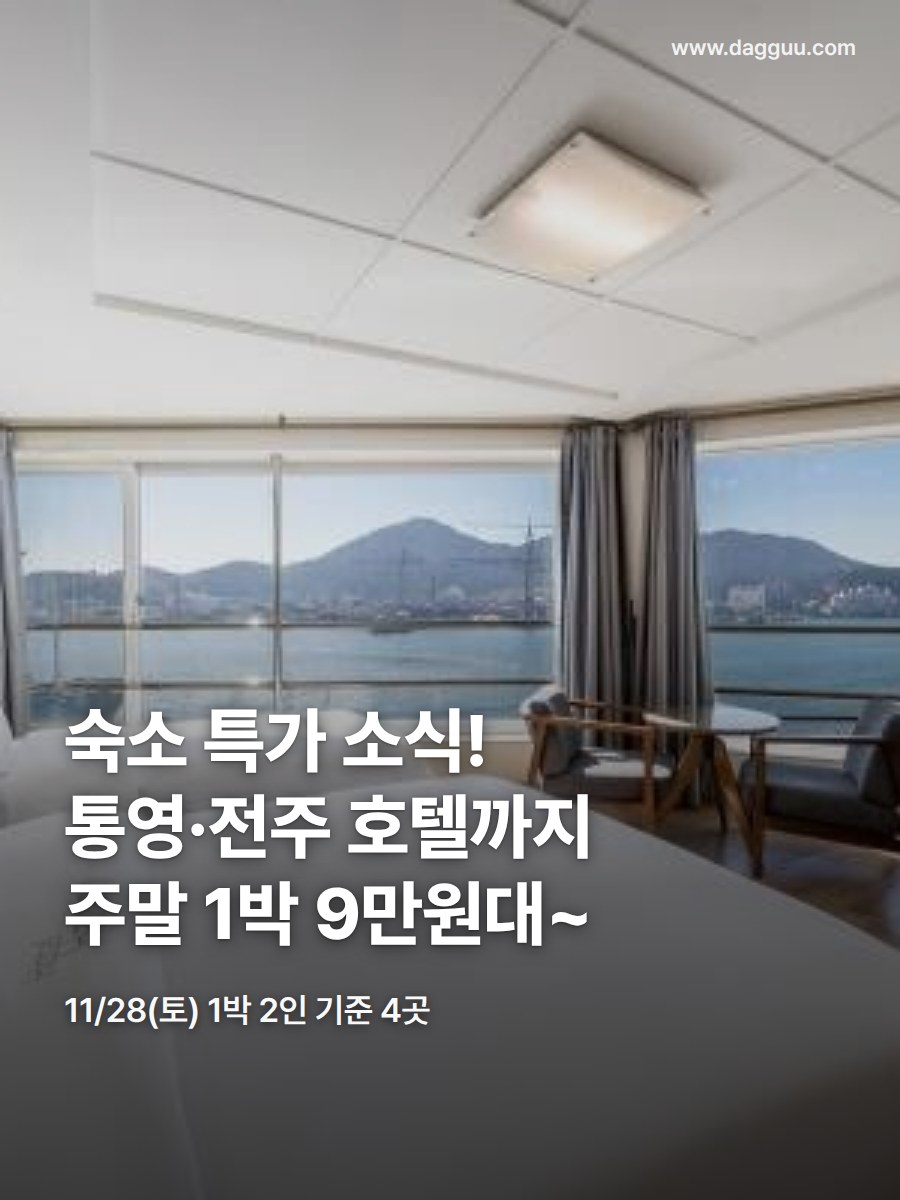 www.dagguu.com
숙소 특가 소식!
통영·전주 호텔까지
주말 1박 9만원대~
11/28(토) 1박 2인 기준 4곳